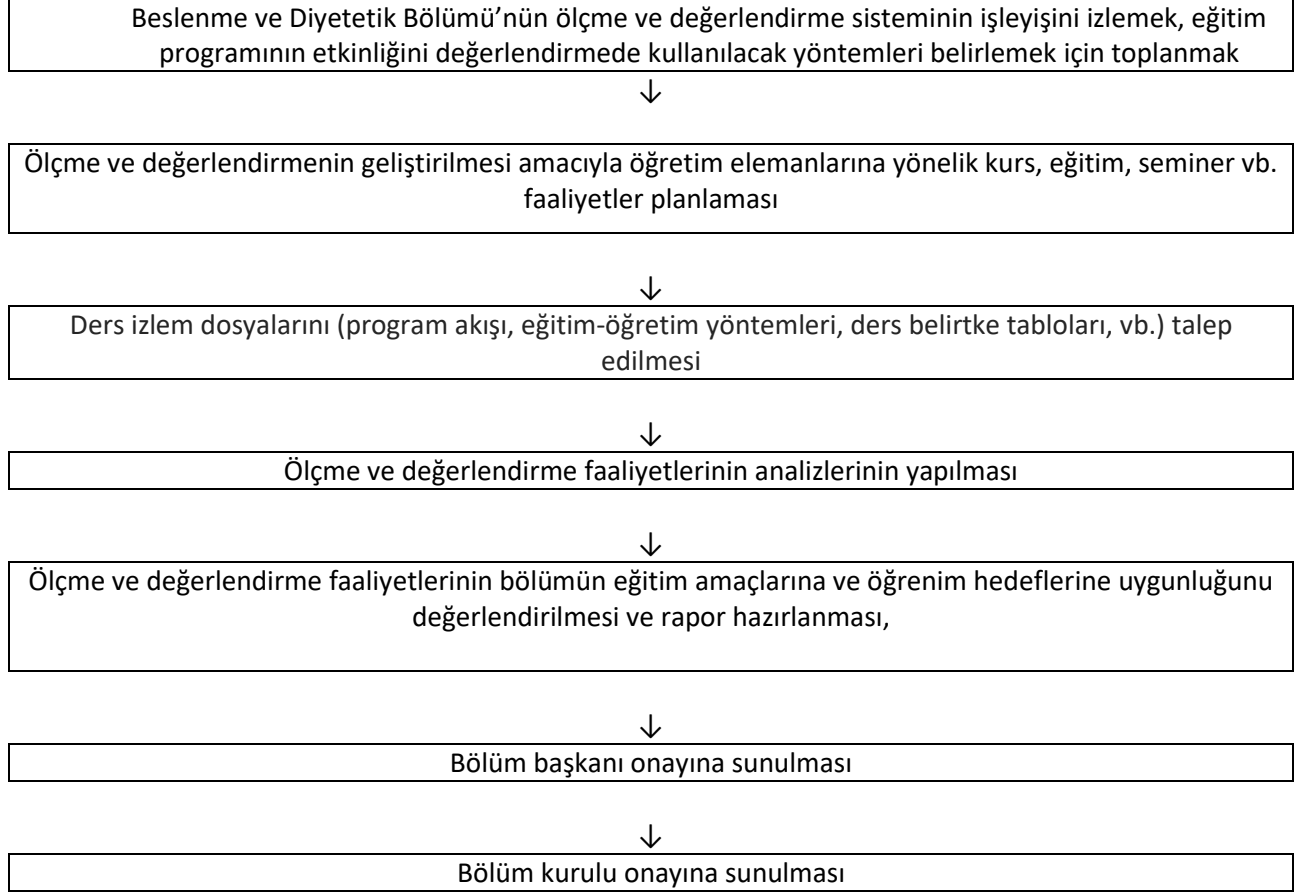 Beslenme ve Diyetetik Bölümü’nün ölçme ve değerlendirme sisteminin işleyişini izlemek, eğitim
programının etkinliğini değerlendirmede kullanılacak yöntemleri belirlemek için toplanmak
↓
Ölçme ve değerlendirmenin geliştirilmesi amacıyla öğretim elemanlarına yönelik kurs, eğitim, seminer vb.
faaliyetler planlaması
↓
Ders izlem dosyalarını (program akışı, eğitim-öğretim yöntemleri, ders belirtke tabloları, vb.) talep
edilmesi
↓
Ölçme ve değerlendirme faaliyetlerinin analizlerinin yapılması
↓
Ölçme ve değerlendirme faaliyetlerinin bölümün eğitim amaçlarına ve öğrenim hedeflerine uygunluğunu
değerlendirilmesi ve rapor hazırlanması,
↓
Bölüm başkanı onayına sunulması
↓
Bölüm kurulu onayına sunulması